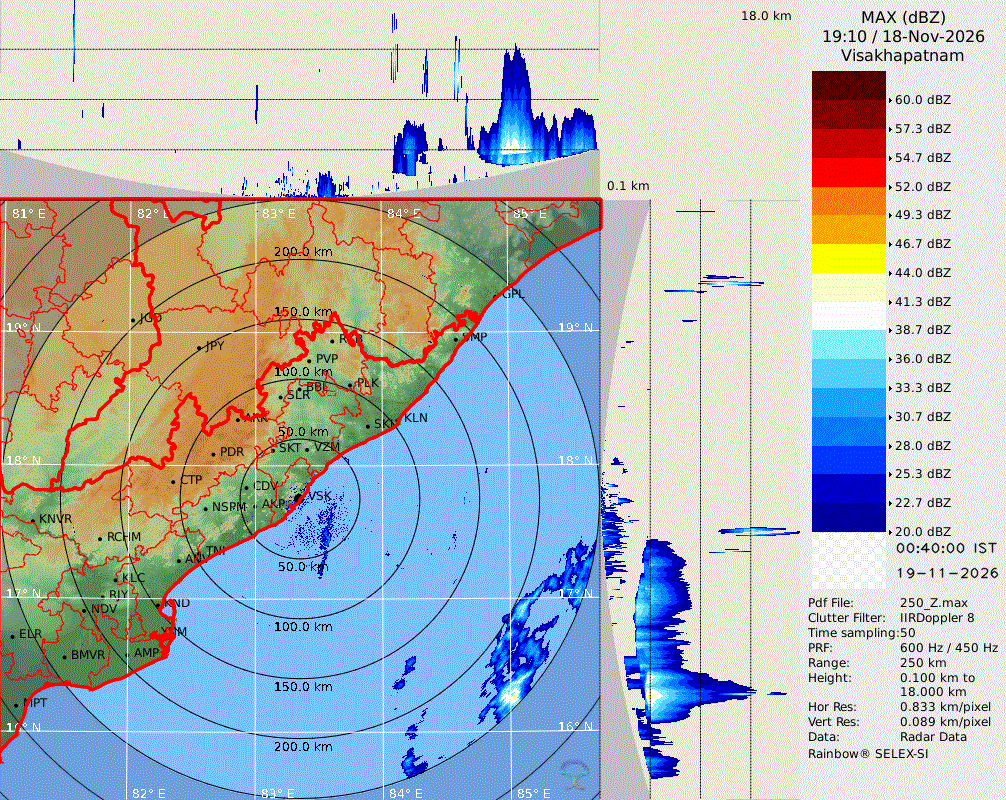 18.0 km
0.1 km
MAX (dBZ)
19:10 / 18-Nov-2026
Visakhapatnam
60.0 dBZ
57.3 dBZ
54.7 dBZ
52.0 dBZ
49.3 dBZ
46.7 dBZ
44.0 dBZ
41.3 dBZ
38.7 dBZ
36.0 dBZ
33.3 dBZ
30.7 dBZ
28.0 dBZ
25.3 dBZ
22.7 dBZ
20.0 dBZ
00:40:00 IST
19-11-2026
Pdf File: 250_Z.max
Clutter Filter: IIRDoppler 8
Time sampling:50
PRF: 600 Hz / 450 Hz
Range: 250 km
Height: 0.100 km to
18.000 km
Hor Res: 0.833 km/pixel
Vert Res: 0.089 km/pixel
Data: Radar Data
Rainbow® SELEX-SI
81° E 82° E 83° E 84° E 85° E
200.0 km
GPL
150.0 km
JGD
19° N 19° N
SMP
JPY
PVP
100.0 km
PLK
BBL
SLR
KLN
50.0 km
SKT VZM
PDR
18° N 18° N
CTP
CDV
VSK
NSPM AKP
KNVR
RCHM
TNI
50.0 km
KLC
RJY
17° N
NDV
100.0 km
ELR
BMVR AMP
150.0 km
16° N 16° N
200.0 km
82° E 83° E 84° E 85° E